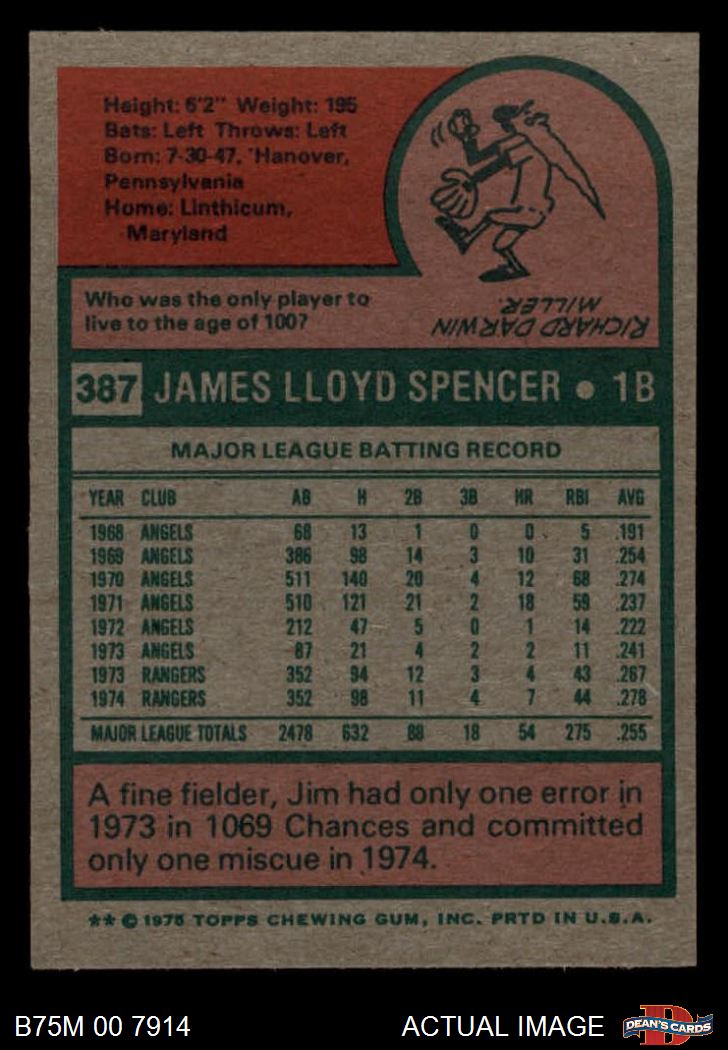 Height: 6'2" Weight: 195
Bats: Left Throws: Left
Born: 7-30-47, Hanover,
Pennsylvania
Home: Linthicum,
Maryland
Who was the only player to
live to the age of 100?
RICHARD DARWIN
MILLER.
387 JAMES LLOYD SPENCER • 1B
MAJOR LEAGUE BATTING RECORD
YEAR CLUB AB H 2B 3B HR RBI AVG
1968 ANGELS 68 13 1 0 0 5 .191
1969 ANGELS 386 98 14 3 10 31 .254
1970 ANGELS 511 140 20 4 12 68 .274
1971 ANGELS 510 121 21 2 18 59 .237
1972 ANGELS 212 47 5 0 1 14 .222
1973 ANGELS 87 21 4 2 2 11 .241
1973 RANGERS 352 94 12 3 4 43 .267
1974 RANGERS 352 98 11 4 7 44 .278
MAJOR LEAGUE TOTALS 2478 632 88 18 54 275 .255
A fine fielder, Jim had only one error in
1973 in 1069 Chances and committed
only one miscue in 1974.
** © 1975 TOPPS CHEWING GUM, INC. PRTD IN U.S.A.
B75M 00 7914 ACTUAL IMAGE DEAN'S CARDS